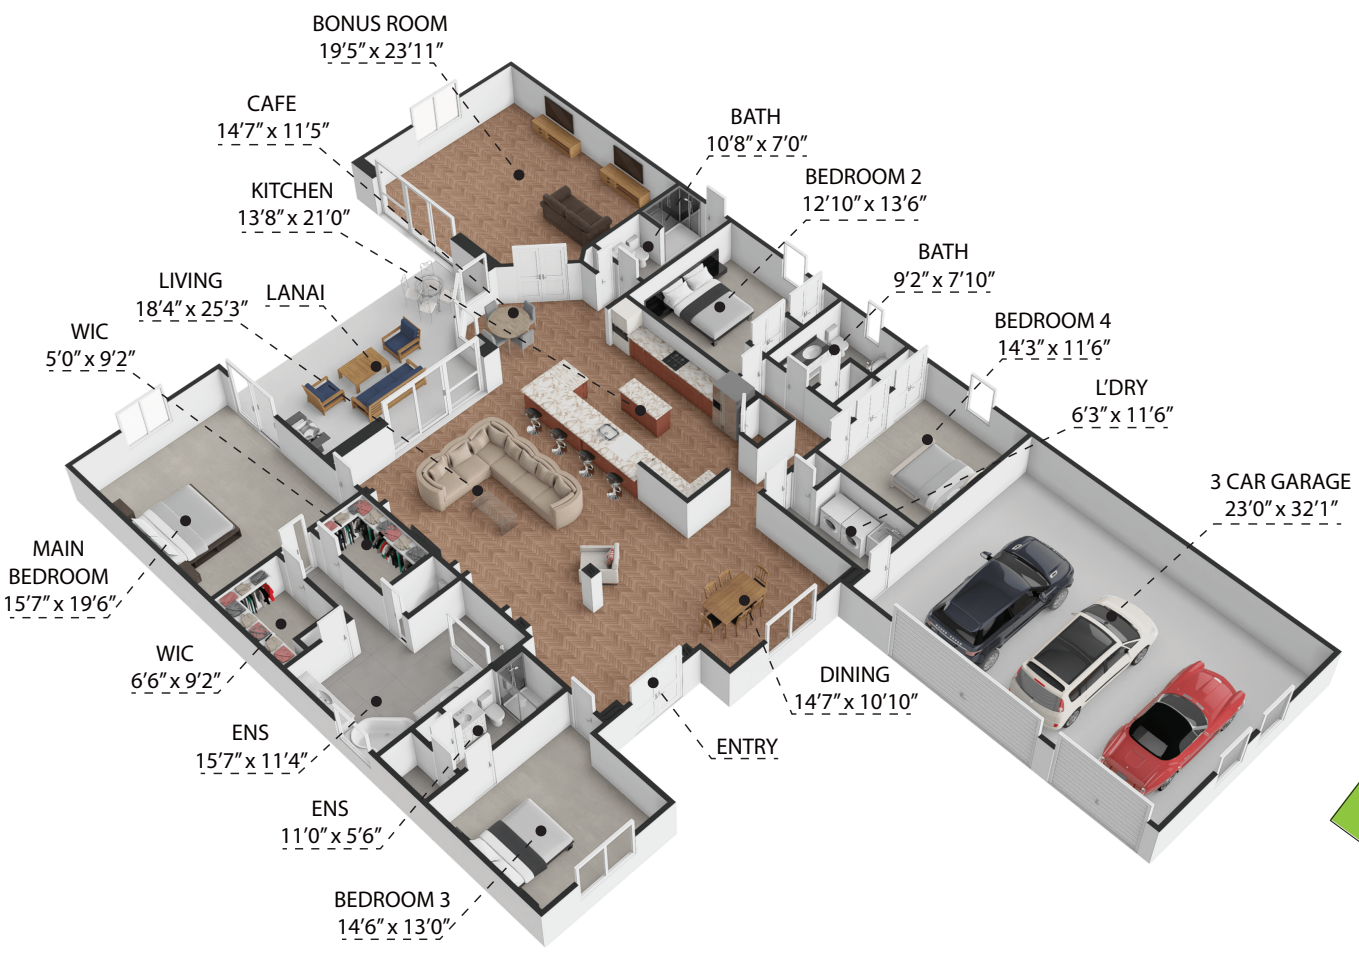 BONUS ROOM
19’5” x 23’11”
CAFE
14’7” x 11’5”
BATH
10’8” x 7’0”
KITCHEN
13’8” x 21’0”
BEDROOM 2
12’10” x 13’6”
LIVING
18’4” x 25’3”
LANAI
BATH
9’2” x 7’10”
WIC
5’0” x 9’2”
BEDROOM 4
14’3” x 11’6”
L’DRY
6’3” x 11’6”
3 CAR GARAGE
23’0” x 32’1”
MAIN
BEDROOM
15’7” x 19’6”
WIC
6’6” x 9’2”
DINING
14’7” x 10’10”
ENS
15’7” x 11’4”
ENTRY
ENS
11’0” x 5’6”
BEDROOM 3
14’6” x 13’0”